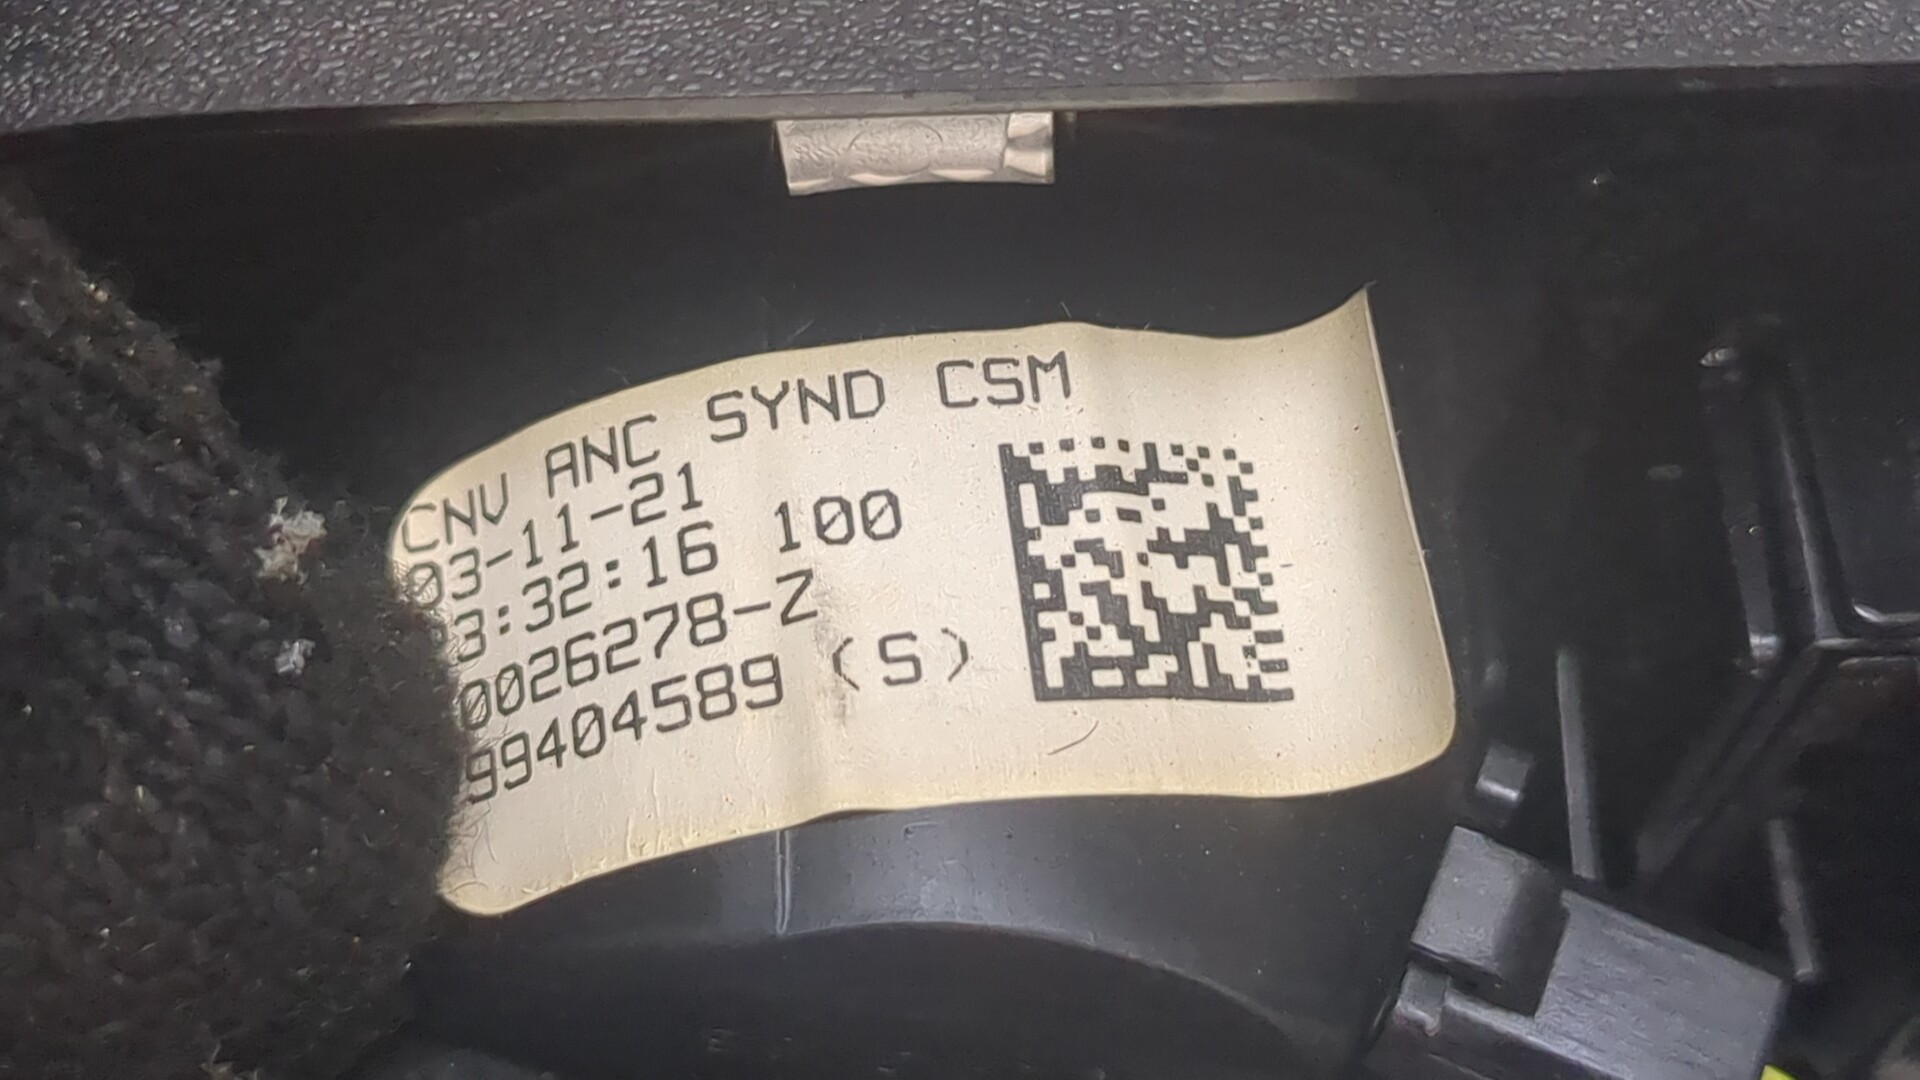 CNV ANC SYND CSM
03-11-21
3:32:16 100
0026278-Z
99404589 (S)